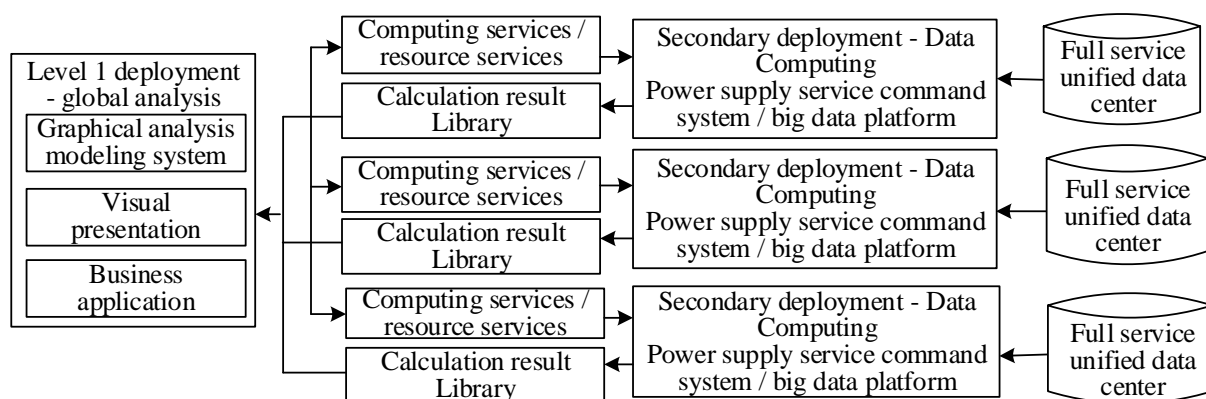 Level 1 deployment
- global analysis
Graphical analysis
modeling system
Visual
presentation
Business
application
Computing services /
resource services
Calculation result
Library
Secondary deployment - Data
Computing
Power supply service command
system / big data platform
Full service
unified data
center
Computing services /
resource services
Calculation result
Library
Secondary deployment - Data
Computing
Power supply service command
system / big data platform
Full service
unified data
center
Computing services /
resource services
Calculation result
Library
Secondary deployment - Data
Computing
Power supply service command
system / big data platform
Full service
unified data
center